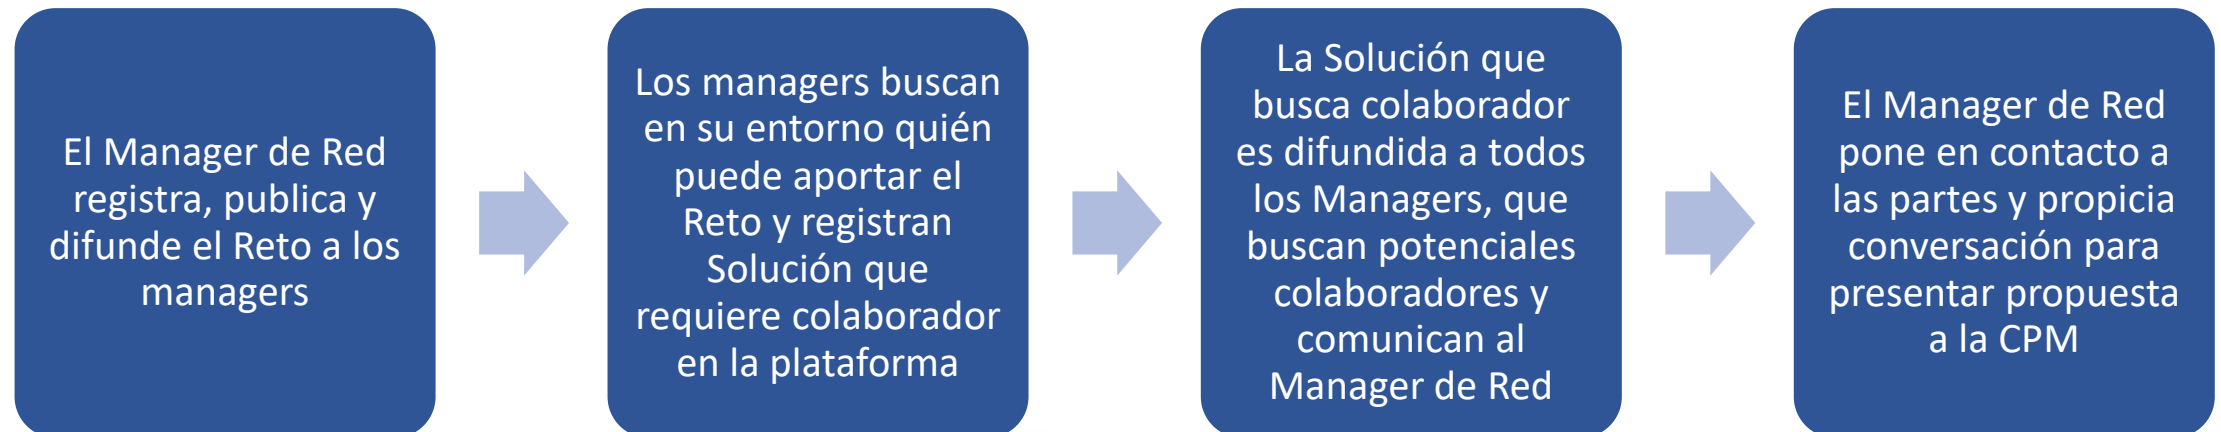 El Manager de Red
registra, publica y
difunde el Reto a los
managers
Los managers buscan
en su entorno quién
puede aportar el
Reto y registran
Solución que
requiere colaborador
en la plataforma
La Solución que
busca colaborador
es difundida a todos
los Managers, que
buscan potenciales
colaboradores y
comunican al
Manager de Red
El Manager de Red
pone en contacto a
las partes y propicia
conversación para
presentar propuesta
a la CPM